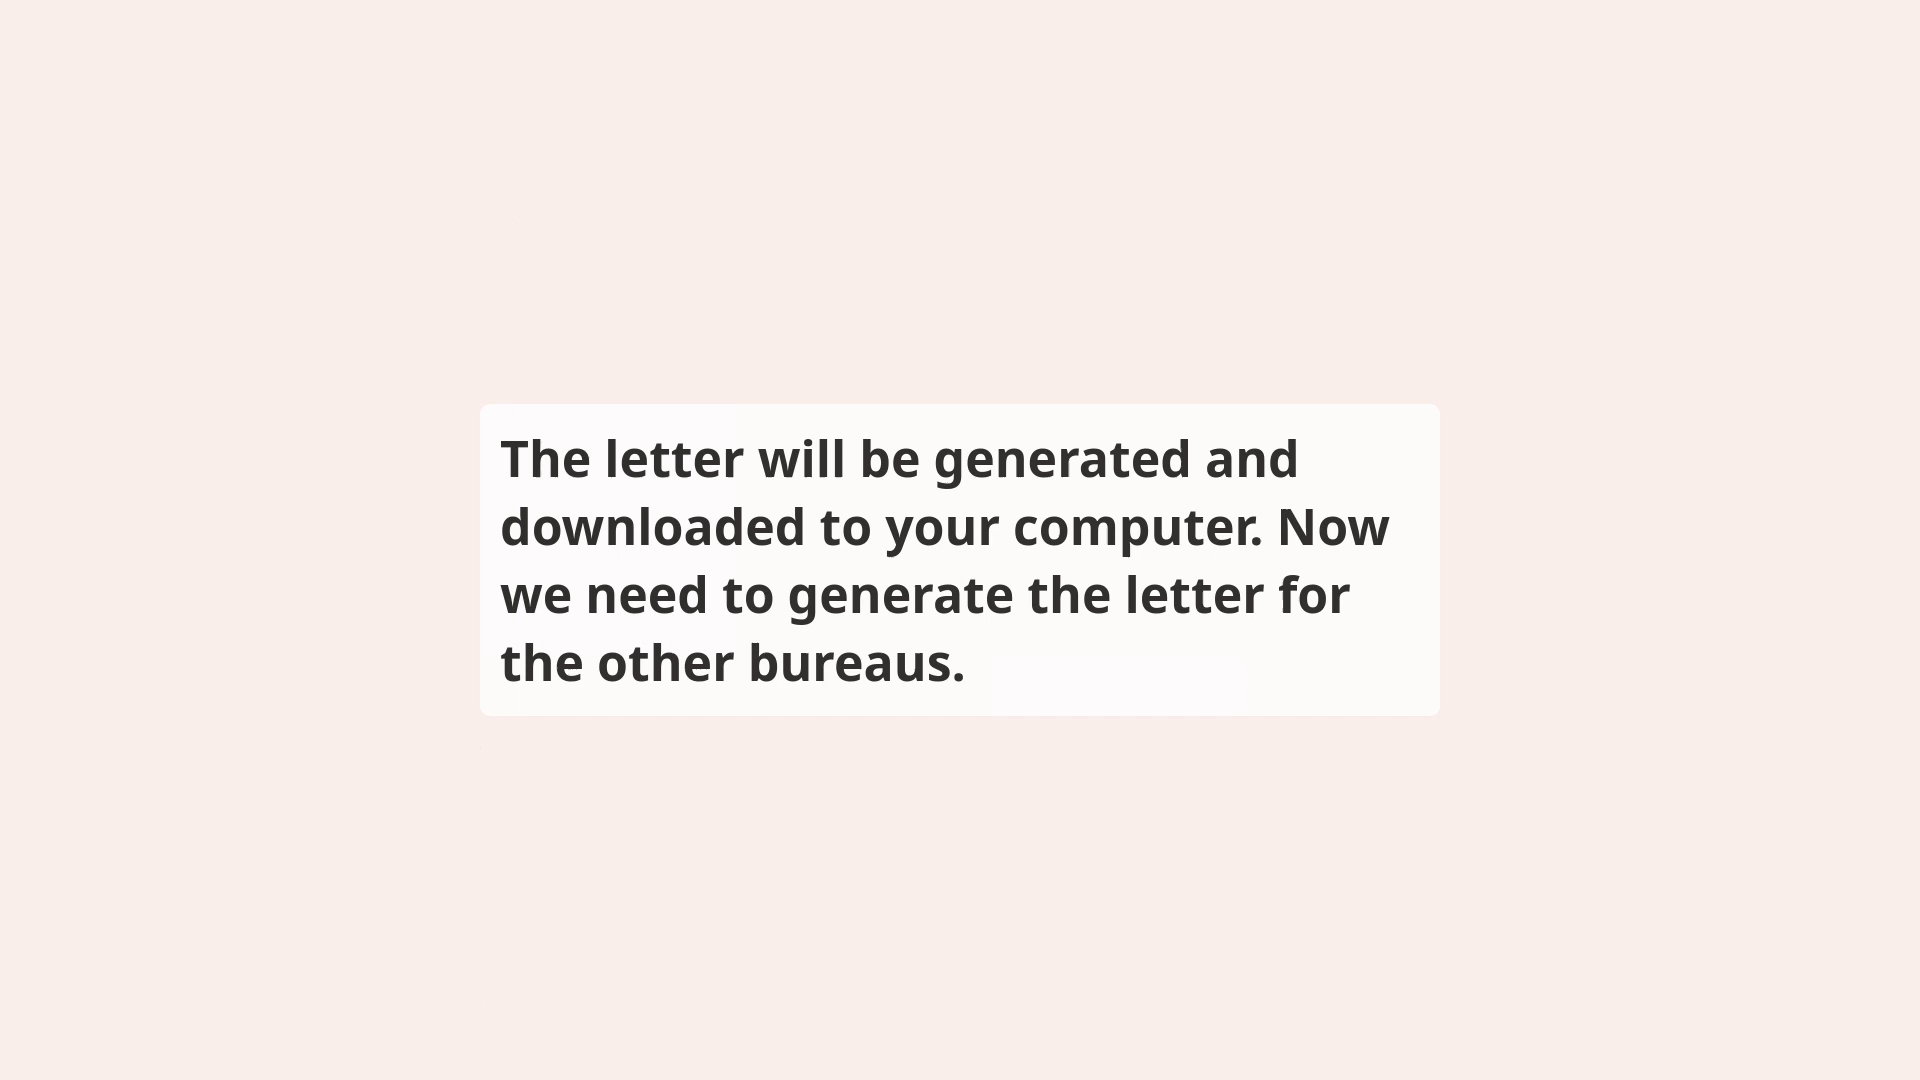 The letter will be generated and
downloaded to your computer. Now
we need to generate the letter for
the other bureaus.